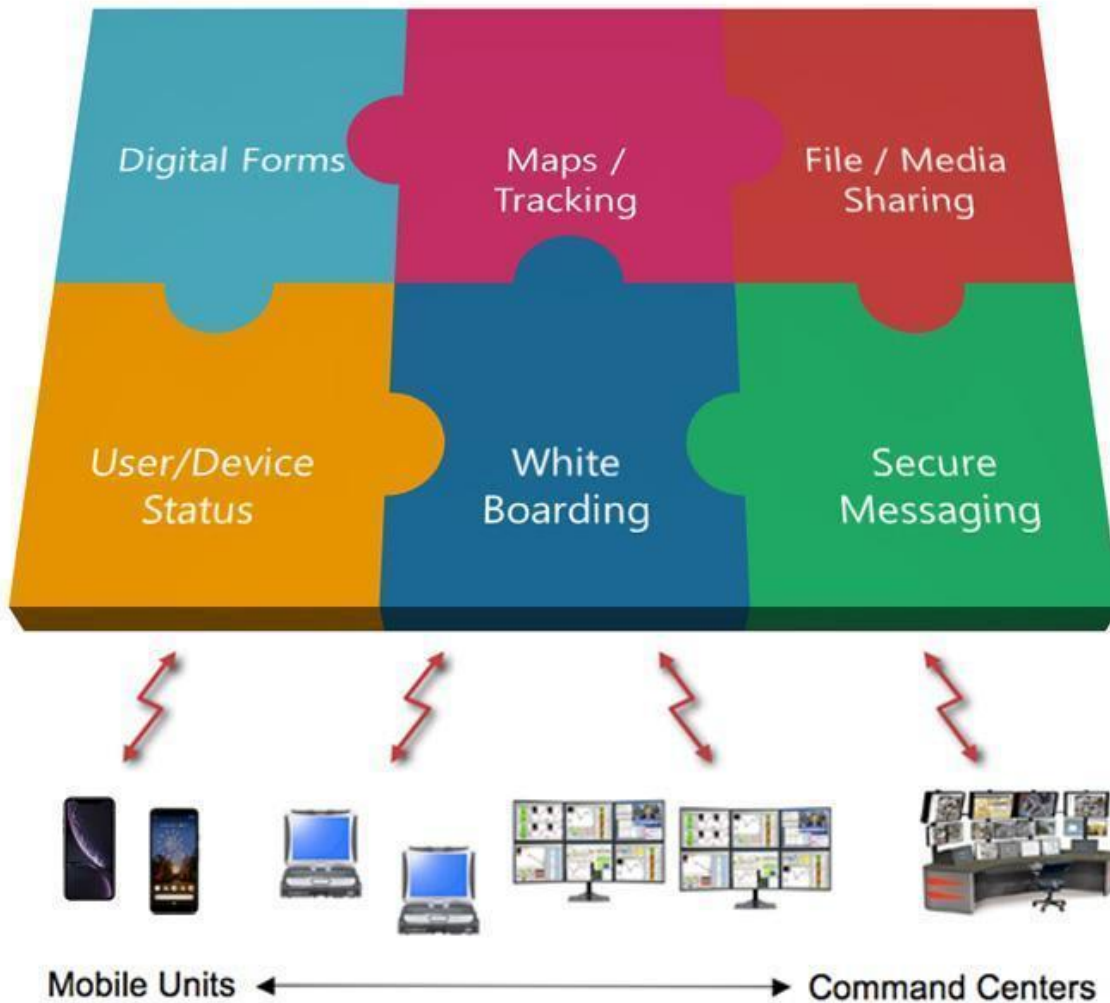 Digital Forms
Maps /
Tracking
File / Media
Sharing
User/Device
Status
White
Boarding
Secure
Messaging
Mobile Units
Command Centers